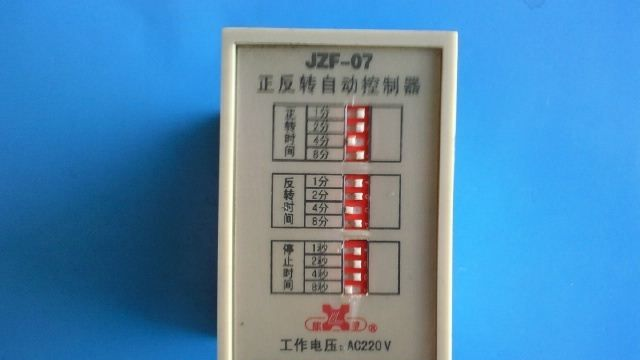 JZF-07
正反转自动控制器
正转时间
1分
2分
4分
8分
反转时间
1分
2分
4分
8分
停止时间
1秒
2秒
4秒
8秒
®
工作电压:AC220V